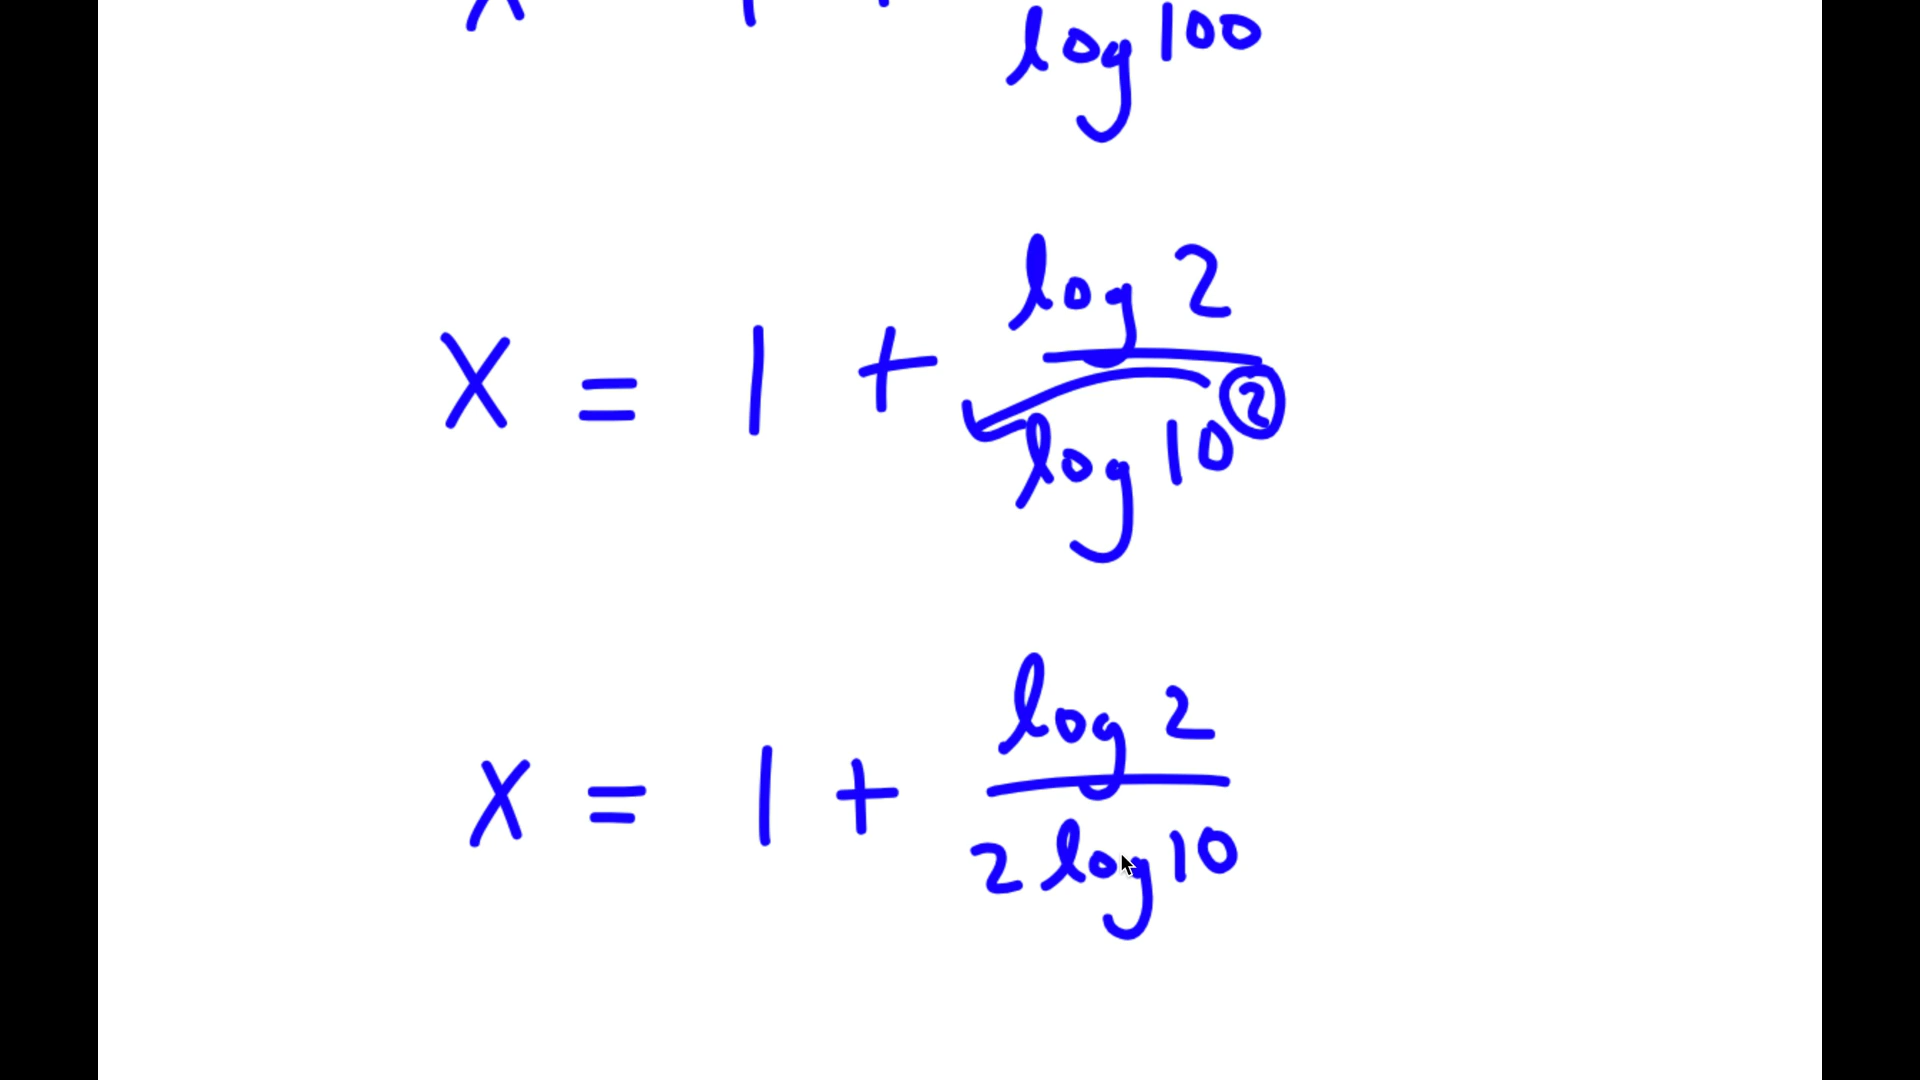 log 100
X = 1 + log 2 / log 10²
X = 1 + log 2 / 2 log 10